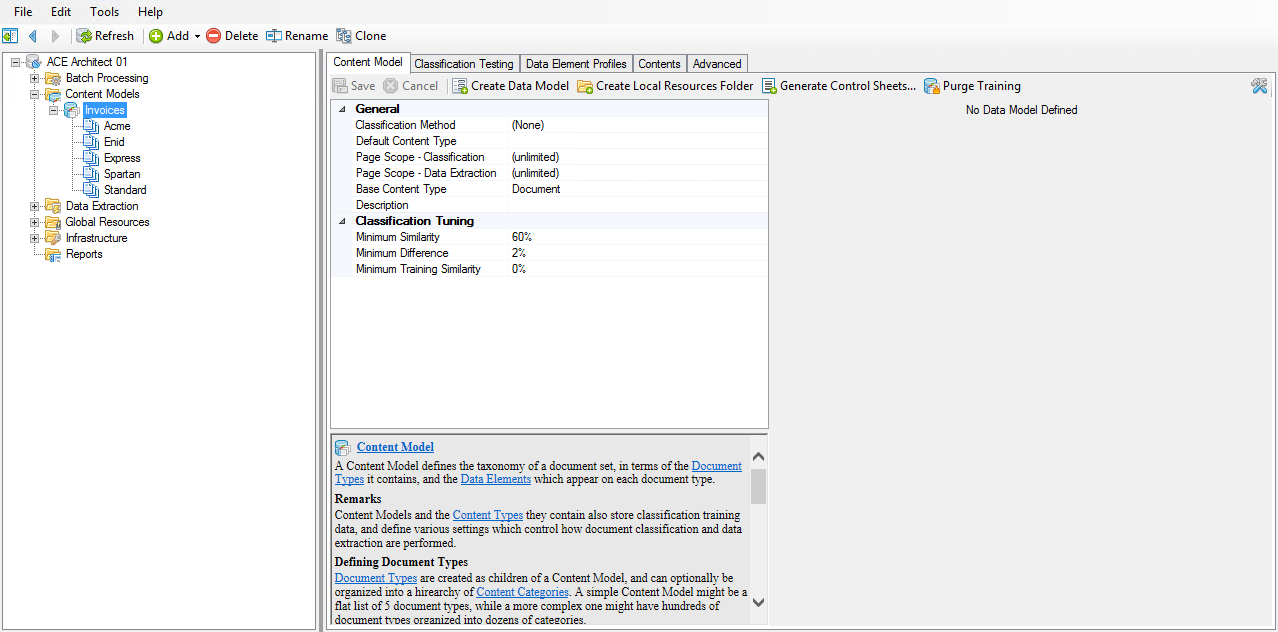 File Edit Tools Help
Refresh Add Delete Rename Clone
ACE Architect 01
Batch Processing
Content Models
Invoices
Acme
Enid
Express
Spartan
Standard
Data Extraction
Global Resources
Infrastructure
Reports
Content Model Classification Testing Data Element Profiles Contents Advanced
Save Cancel Create Data Model Create Local Resources Folder Generate Control Sheets... Purge Training
General
Classification Method (None)
Default Content Type
Page Scope - Classification (unlimited)
Page Scope - Data Extraction (unlimited)
Base Content Type Document
Description
Classification Tuning
Minimum Similarity 60%
Minimum Difference 2%
Minimum Training Similarity 0%
Content Model
A Content Model defines the taxonomy of a document set, in terms of the Document
Types it contains, and the Data Elements which appear on each document type.
Remarks
Content Models and the Content Types they contain also store classification training
data, and define various settings which control how document classification and data
extraction are performed.
Defining Document Types
Document Types are created as children of a Content Model, and can optionally be
organized into a hirearchy of Content Categories. A simple Content Model might be a
flat list of 5 document types, while a more complex one might have hundreds of
document types organized into dozens of categories.
No Data Model Defined